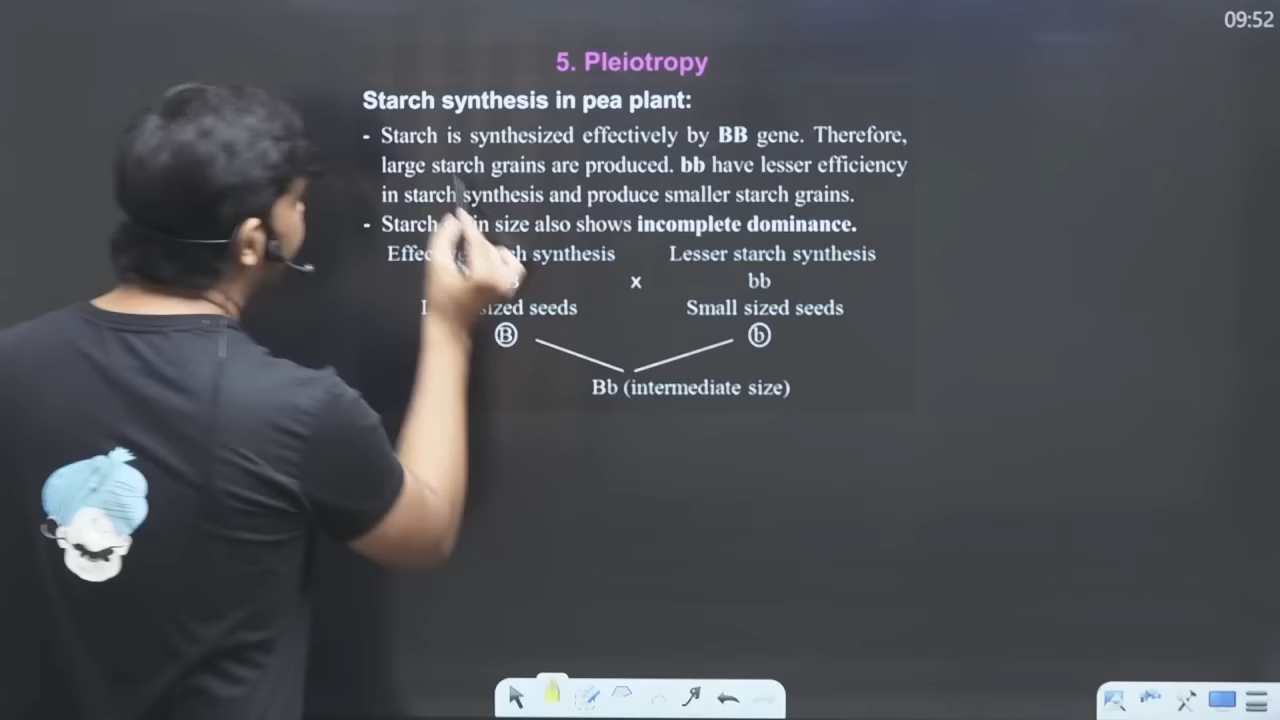 09:52
5. Pleiotropy
Starch synthesis in pea plant:
- Starch is synthesized effectively by BB gene. Therefore,
large starch grains are produced. bb have lesser efficiency
in starch synthesis and produce smaller starch grains.
- Starch in size also shows incomplete dominance.
synthesis Lesser starch synthesis
x bb
sized seeds Small sized seeds
B b
Bb (intermediate size)